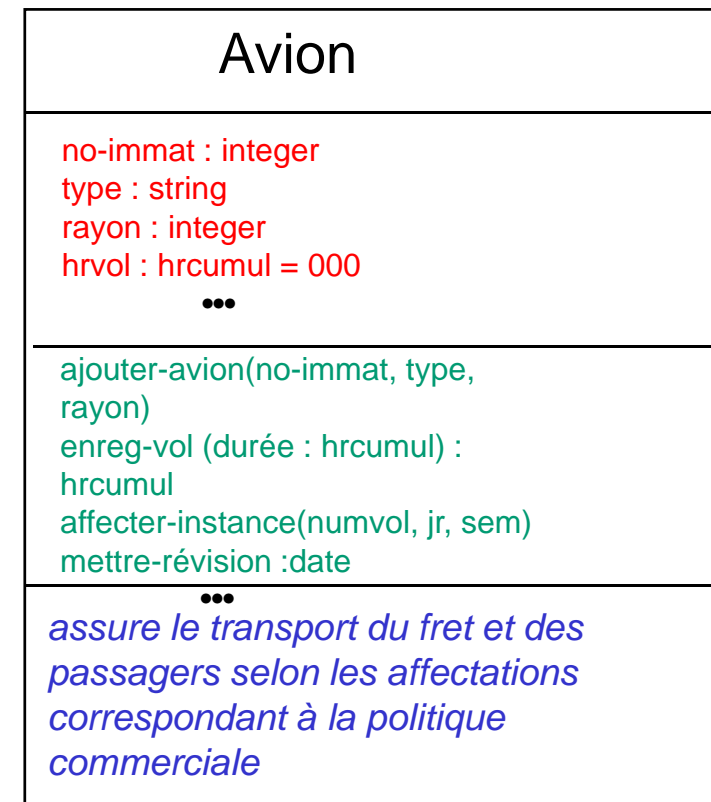 Avion
no-immat : integer
type : string
rayon : integer
hrvol : hrcumul = 000
•••
ajouter-avion(no-immat, type,
rayon)
enreg-vol (durée : hrcumul) :
hrcumul
affecter-instance(numvol, jr, sem)
mettre-révision :date
•••
assure le transport du fret et des
passagers selon les affectations
correspondant à la politique
commerciale